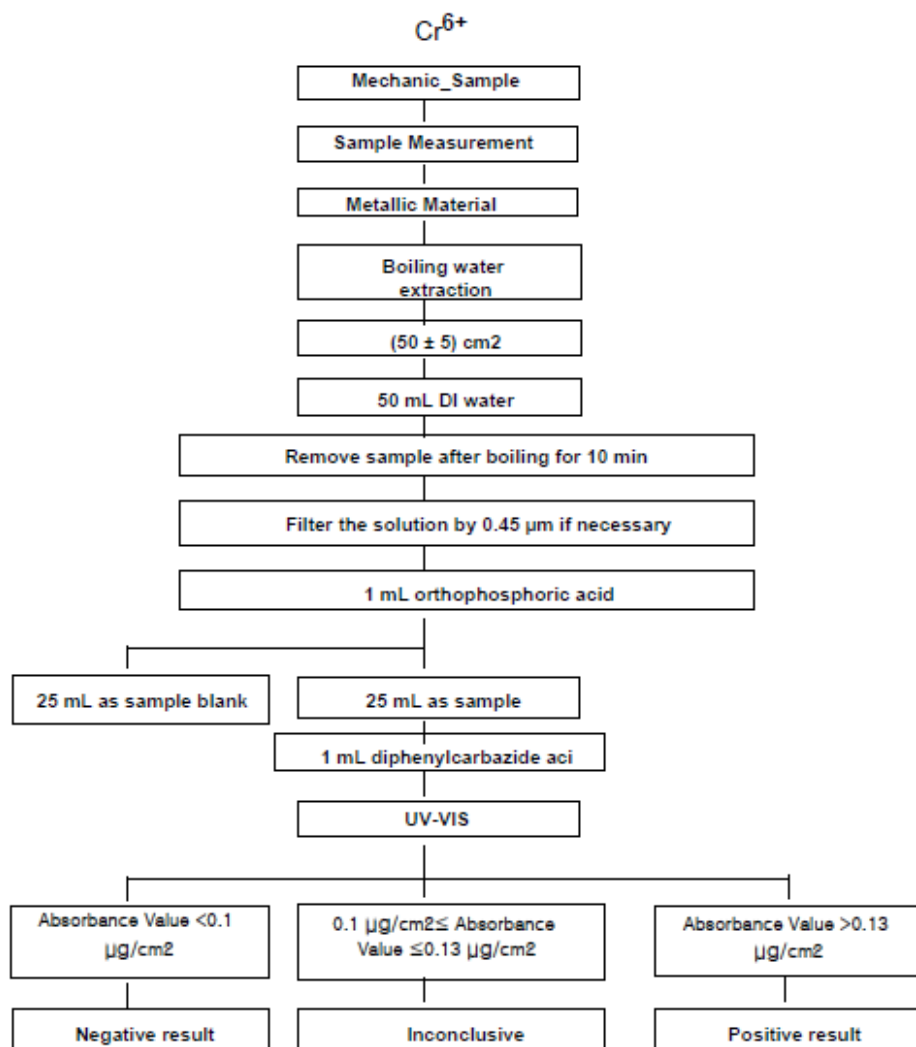 Cr6+
Mechanic_Sample
Sample Measurement
Metallic Material
Boiling water
extraction
(50 ± 5) cm2
50 mL DI water
Remove sample after boiling for 10 min
Filter the solution by 0.45 µm if necessary
1 mL orthophosphoric acid
25 mL as sample blank
25 mL as sample
1 mL diphenylcarbazide aci
UV-VIS
Absorbance Value <0.1
µg/cm2
0.1 µg/cm2≤ Absorbance
Value ≤0.13 µg/cm2
Absorbance Value >0.13
µg/cm2
Negative result
Inconclusive
Positive result